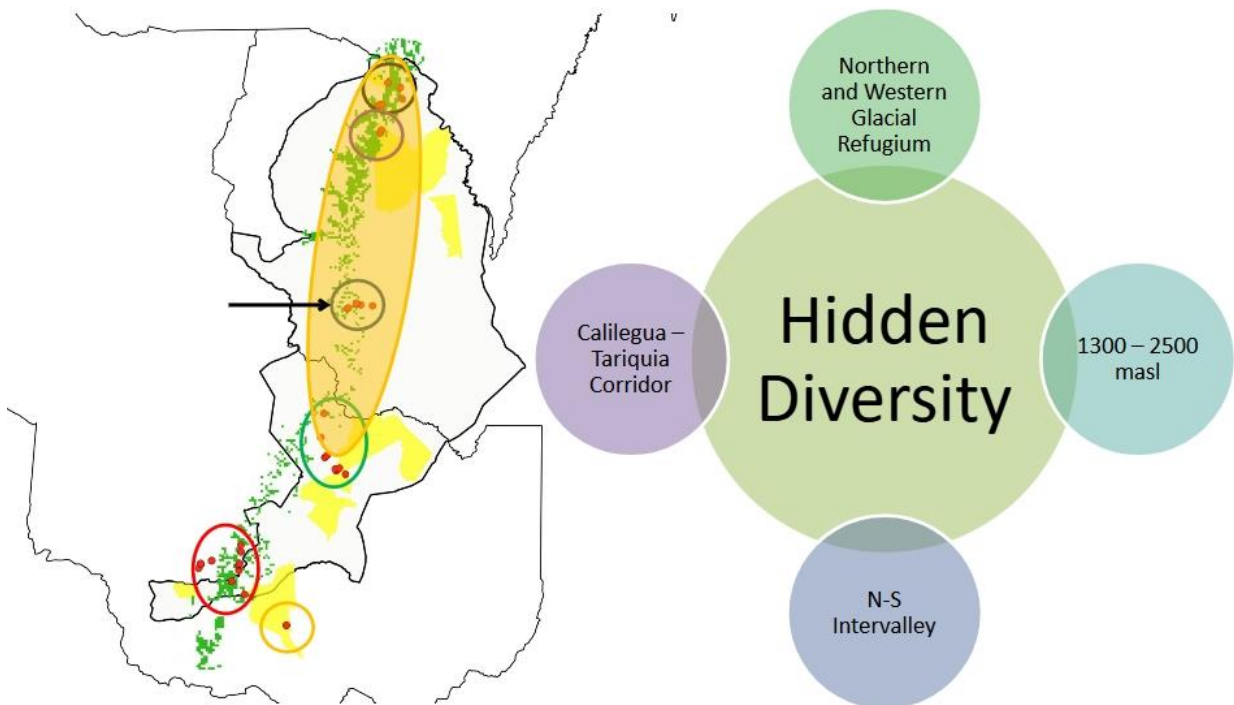 Northern
and Western
Glacial
Refugium
Hidden
Diversity
Calilegua –
Tariquia
Corridor
1300 – 2500
masl
N-S
Intervalley